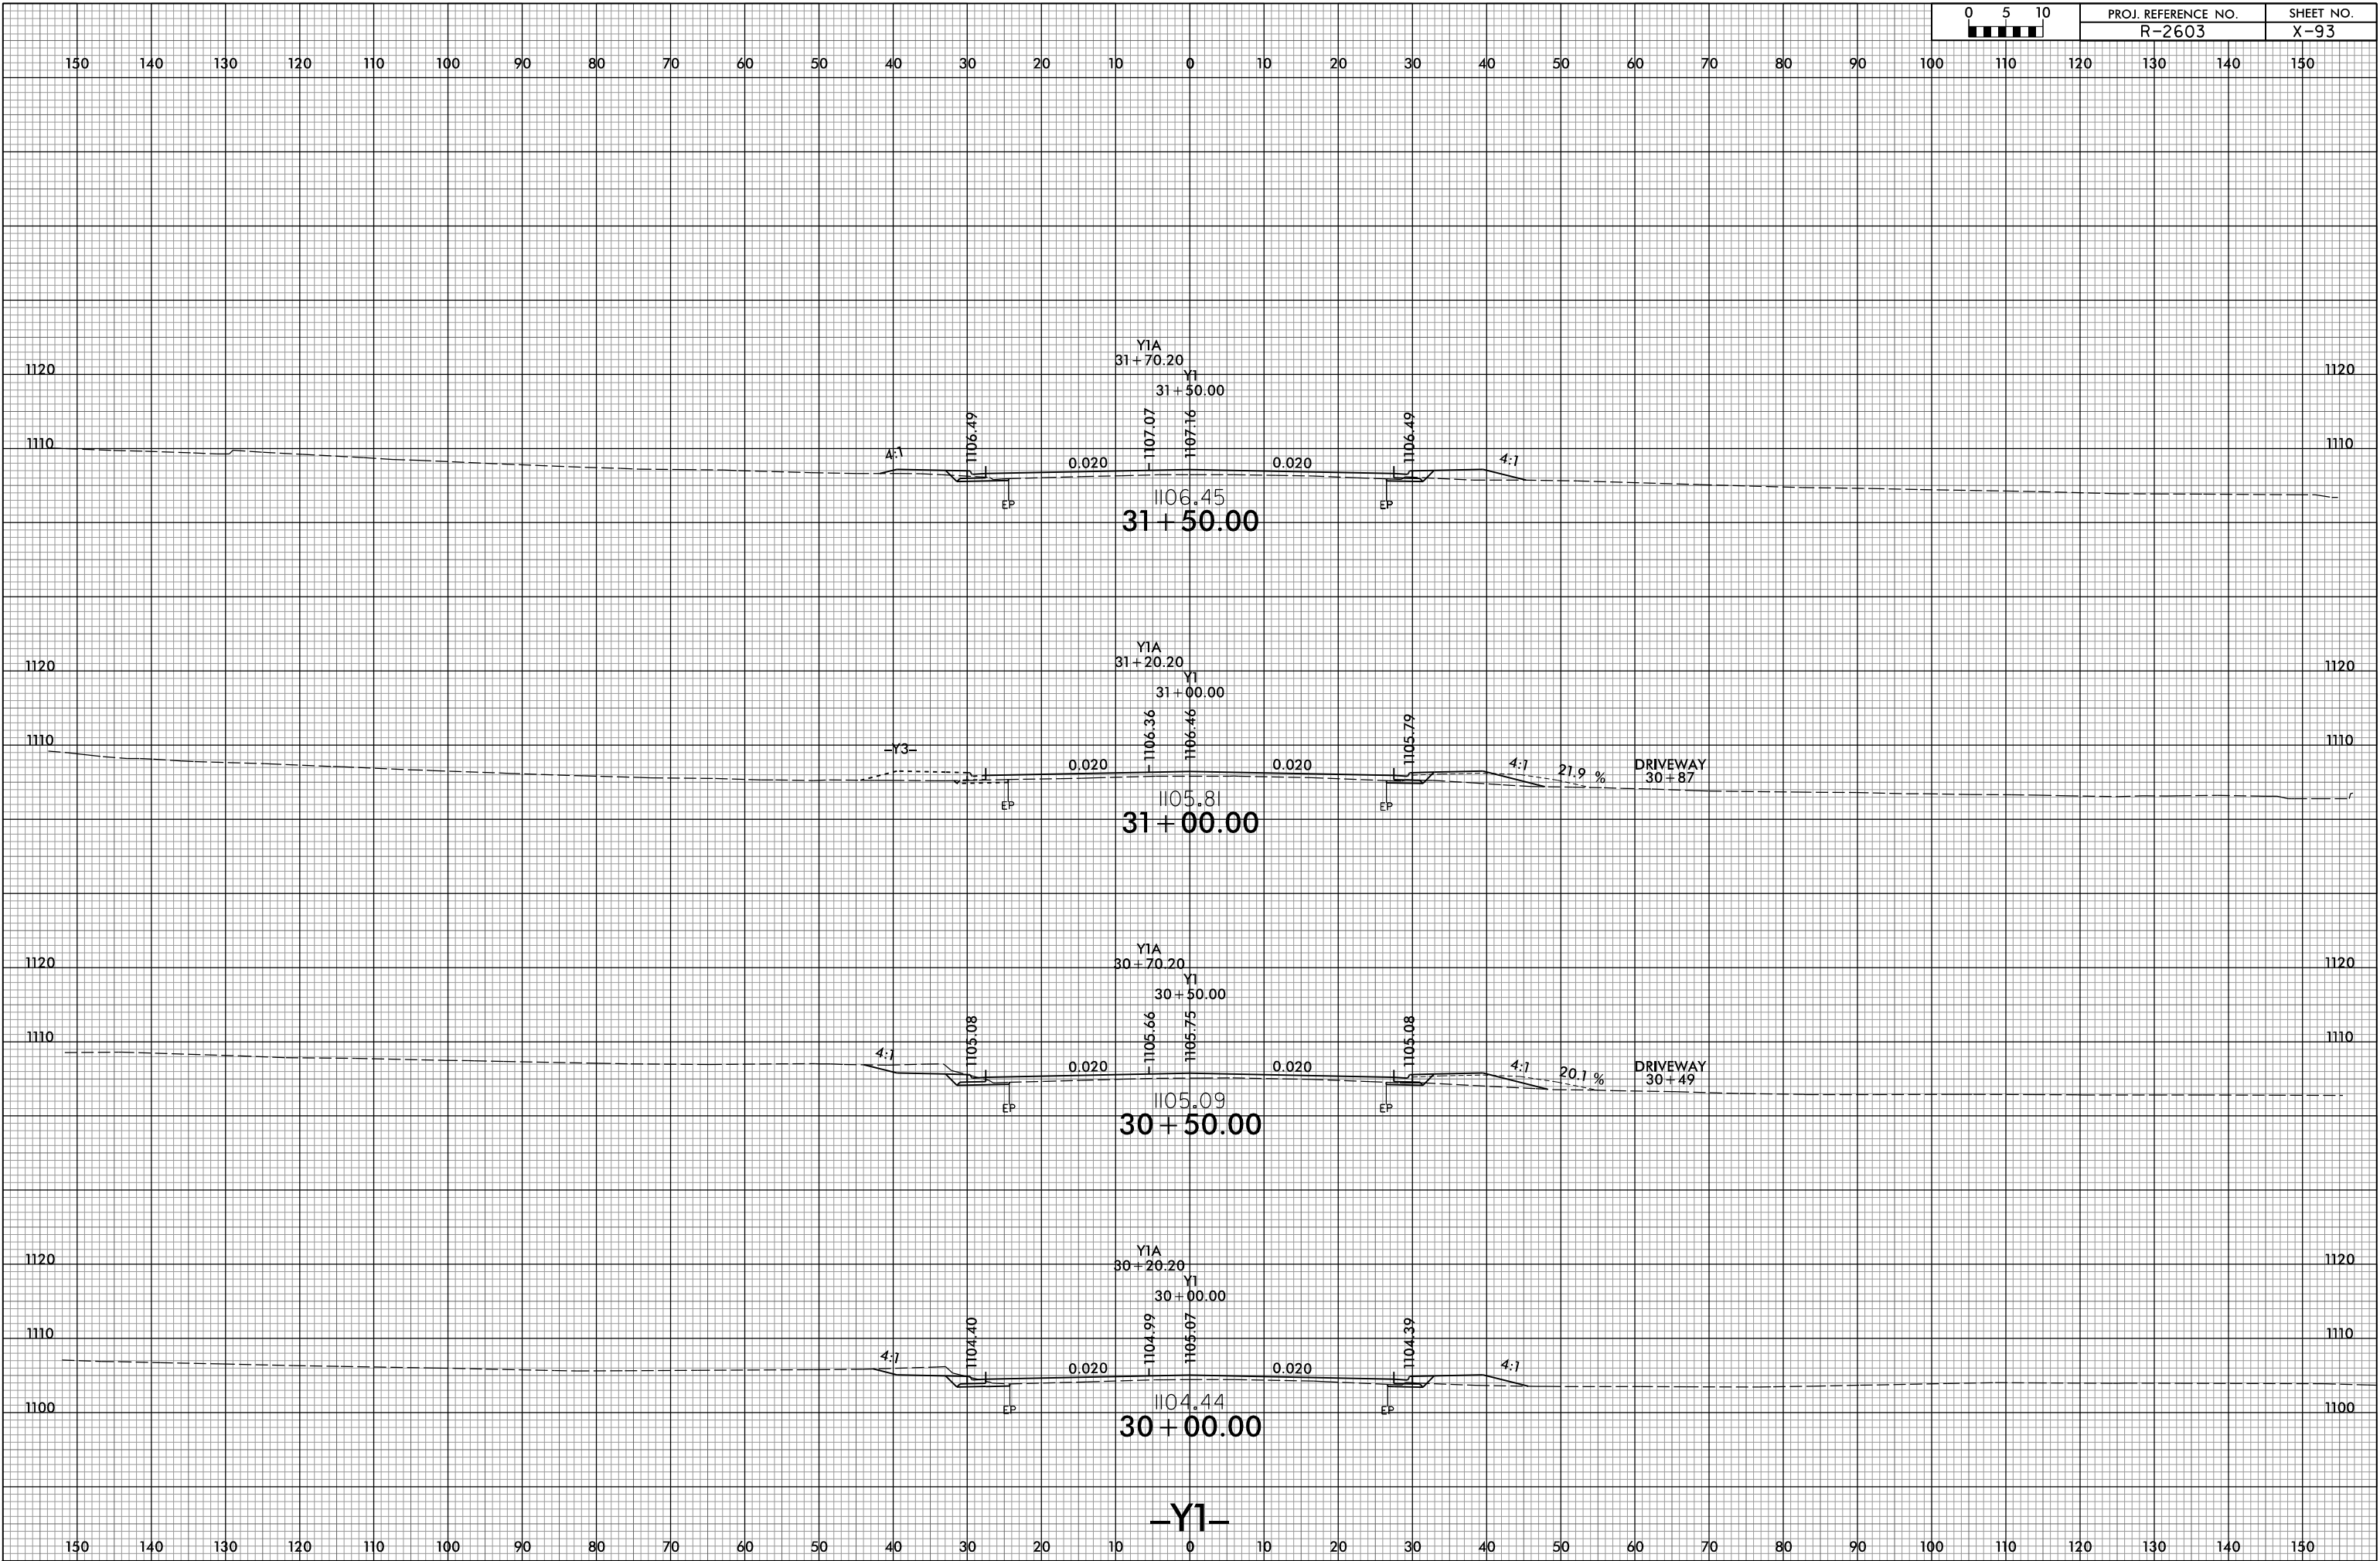 0 5 10 PROJ. REFERENCE NO. SHEET NO.
R-2603 X-93
150 140 130 120 110 100 90 80 70 60 50 40 30 20 10 0 10 20 30 40 50 60 70 80 90 100 110 120 130 140 150
Y1A
31+70.20
1120 1120
Y1
31+50.00
1106.49 1107.07 1107.16 1106.49
1110 1110
4:1 0.020 0.020 4:1
EP 1106.45 EP
31+50.00
Y1A
31+20.20
1120 1120
Y1
31+00.00
1106.36 1106.46 1105.79
1110 1110
-Y3-
0.020 0.020 4:1 21.9 % DRIVEWAY
30+87
EP 1105.81 EP
31+00.00
Y1A
30+70.20
1120 1120
Y1
30+50.00
1105.08 1105.66 1105.75 1105.08
1110 1110
4:1 0.020 0.020 4:1 20.1 % DRIVEWAY
30+49
EP 1105.09 EP
30+50.00
Y1A
30+20.20
1120 1120
Y1
30+00.00
1104.40 1104.99 1105.07 1104.39
1110 1110
4:1 0.020 0.020 4:1
1100 1100
EP 1104.44 EP
30+00.00
-Y1-
150 140 130 120 110 100 90 80 70 60 50 40 30 20 10 0 10 20 30 40 50 60 70 80 90 100 110 120 130 140 150